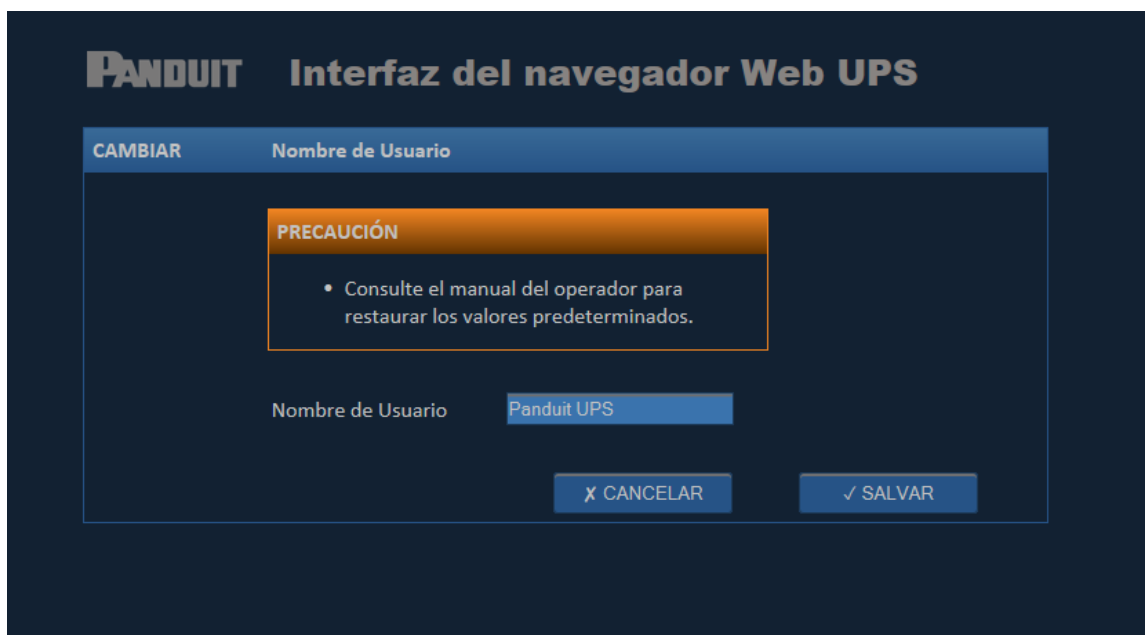 PANDUIT Interfaz del navegador Web UPS
CAMBIAR Nombre de Usuario
PRECAUCIÓN
• Consulte el manual del operador para
restaurar los valores predeterminados.
Nombre de Usuario Panduit UPS
✗ CANCELAR ✓ SALVAR